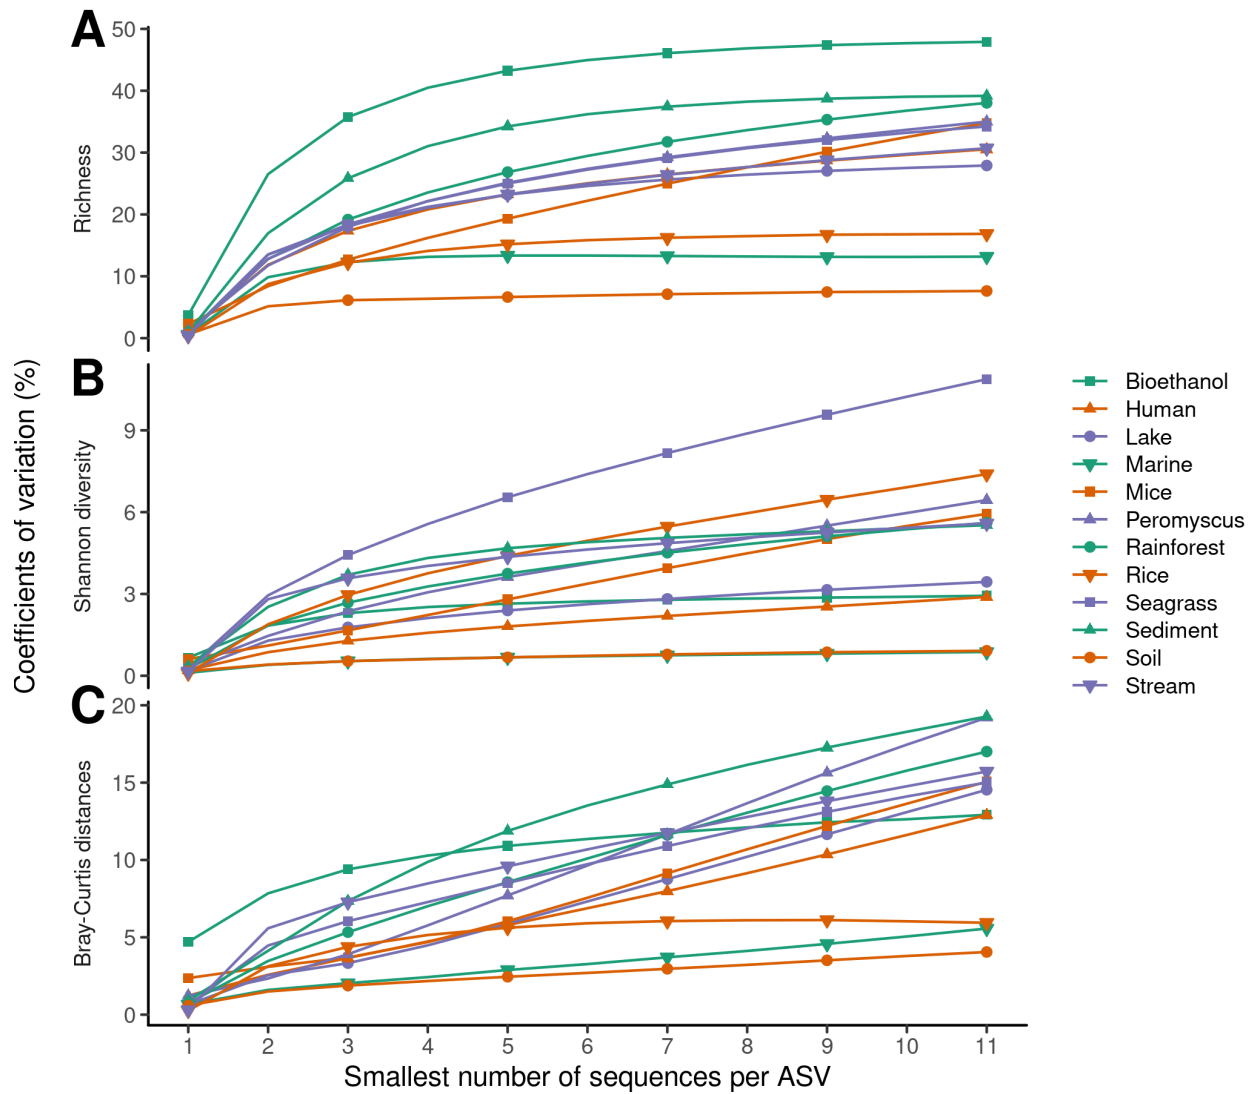 A
50
40
30
20
10
0
Richness
B
9
6
3
0
Shannon diversity
C
20
15
10
5
0
Bray-Curtis distances
Coefficients of variation (%)
1 2 3 4 5 6 7 8 9 10 11
Smallest number of sequences per ASV
Bioethanol
Human
Lake
Marine
Mice
Peromyscus
Rainforest
Rice
Seagrass
Sediment
Soil
Stream